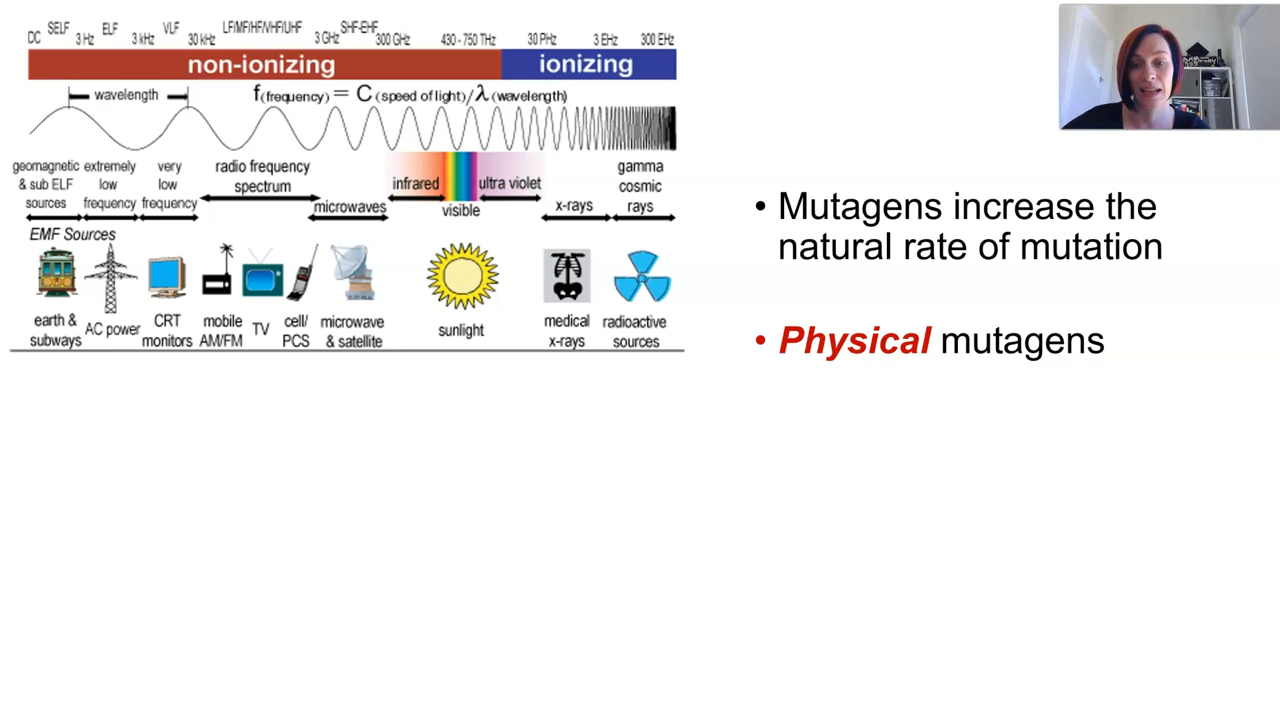 DC SELF 3 Hz ELF 3 kHz VLF 30 kHz LF/MF/HF/VHF/UHF 3 GHz SHF-EHF 300 GHz 430 - 750 THz 30 PHz 3 EHz 300 EHz
non-ionizing ionizing
wavelength f(frequency) = C (speed of light) / λ (wavelength)
geomagnetic & sub ELF sources
extremely low frequency
very low frequency
radio frequency spectrum
microwaves
infrared
visible
ultra violet
x-rays
gamma cosmic rays
EMF Sources
earth & subways
AC power
CRT monitors
mobile AM/FM
TV
cell/ PCS
microwave & satellite
sunlight
medical x-rays
radioactive sources
• Mutagens increase the
natural rate of mutation
• Physical mutagens